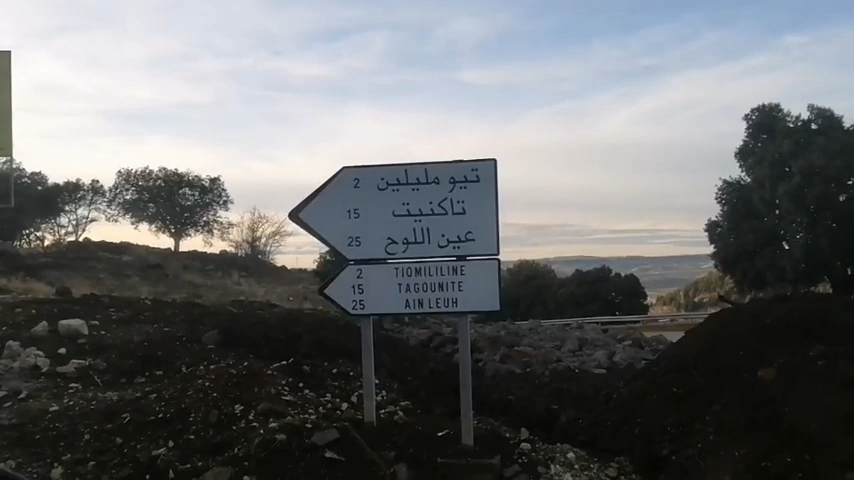 2 تيو مليلين
15 تاكنيت
25 عين اللوح
2 TIOMILILINE
15 TAGOUNITE
25 AIN LEUH